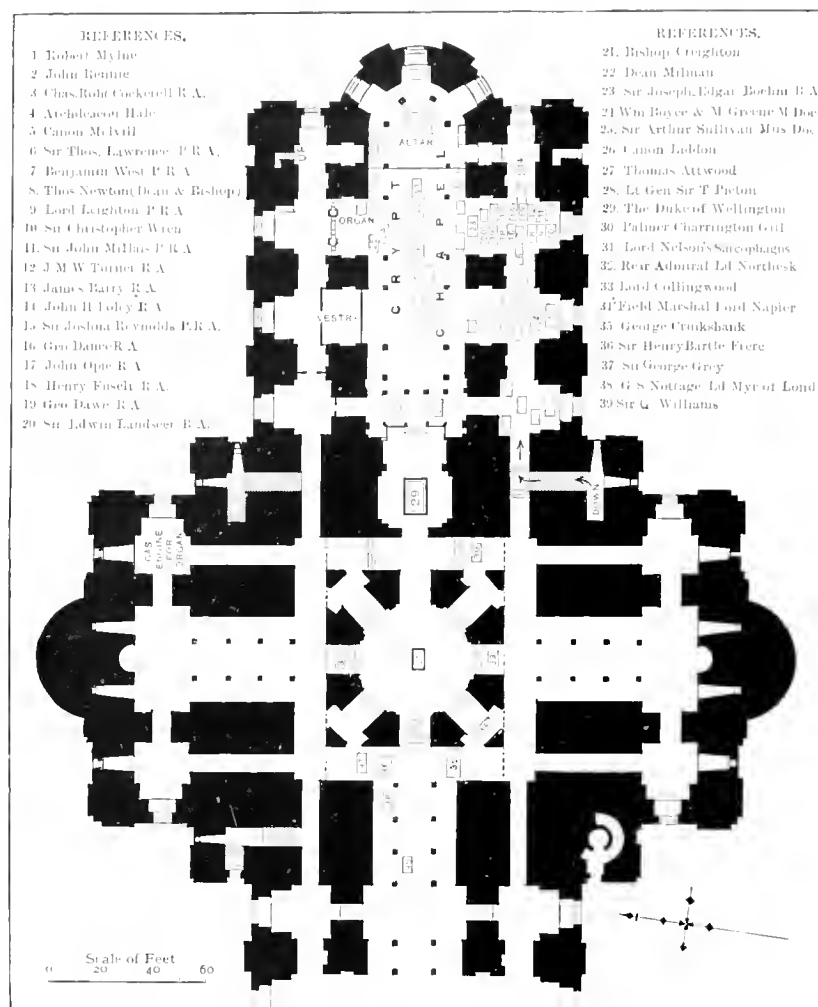 REFERENCES.
1 Robert Mylne
2 John Rennie
3 Chas. Robt Cockerell R.A.
4 Archdeacon Hale
5 Canon Melvill
6 Sir Thos. Lawrence P.R.A.
7 Benjamin West P.R.A
8. Thos Newton (Dean & Bishop)
9 Lord Leighton P.R.A
10 Sir Christopher Wren
11 Sir John Millais P.R.A
12 J.M.W Turner R.A
13 James Barry R.A
14 John H Foley R.A
15 Sir Joshua Reynolds P.R.A.
16 Geo Dance R.A
17 John Opie R.A
18 Henry Fuseli R.A.
19 Geo Dawe R.A
20 Sir Edwin Landseer R.A.
REFERENCES.
21. Bishop Creighton
22 Dean Milman
23 Sir Joseph. Edgar Boehm R.A
24 Wm Boyce & M Greene M Doc
25. Sir Arthur Sullivan Mus Doc.
26 Canon Liddon
27 Thomas Attwood
28. Lt Gen Sir T Picton
29. The Duke of Wellington
30 Palmer Charrington Gill
31 Lord Nelson's Sarcophagus
32. Rear Admiral Ld Northesk
33 Lord Collingwood
34 Field Marshal Lord Napier
35 George Cruikshank
36 Sir Henry Bartle Frere
37 Sir George Grey
38 G S Nottage Ld Myr of Lond
39 Sir G Williams
UP
ALTAR
ORGAN
CRYPT
CHAPEL
VESTRY
29
DOWN
GAS
ENGINE
FOR
ORGAN
Scale of Feet
0 20 40 60